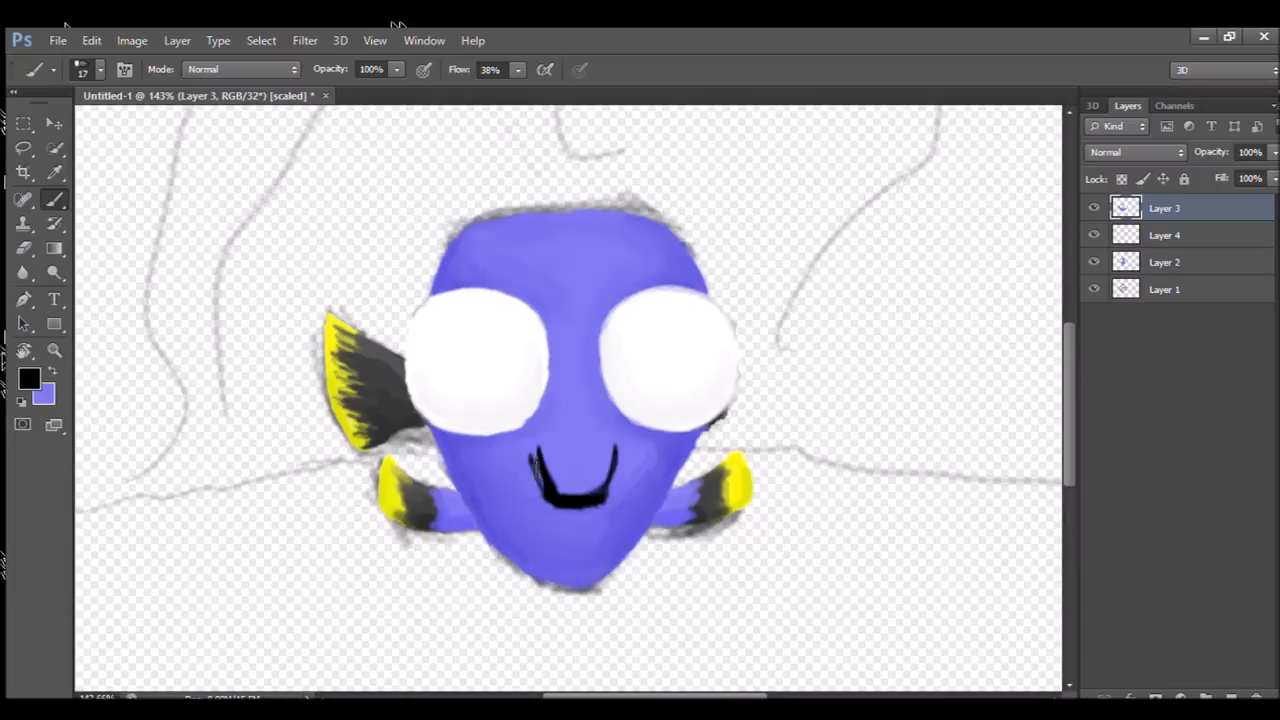 Ps File Edit Image Layer Type Select Filter 3D View Window Help
17 Mode: Normal Opacity: 100% Flow: 38% 3D
Untitled-1 @ 143% (Layer 3, RGB/32*) [scaled] * ×
3D Layers Channels
Kind
Normal Opacity: 100%
Lock: Fill: 100%
Layer 3
Layer 4
Layer 2
Layer 1